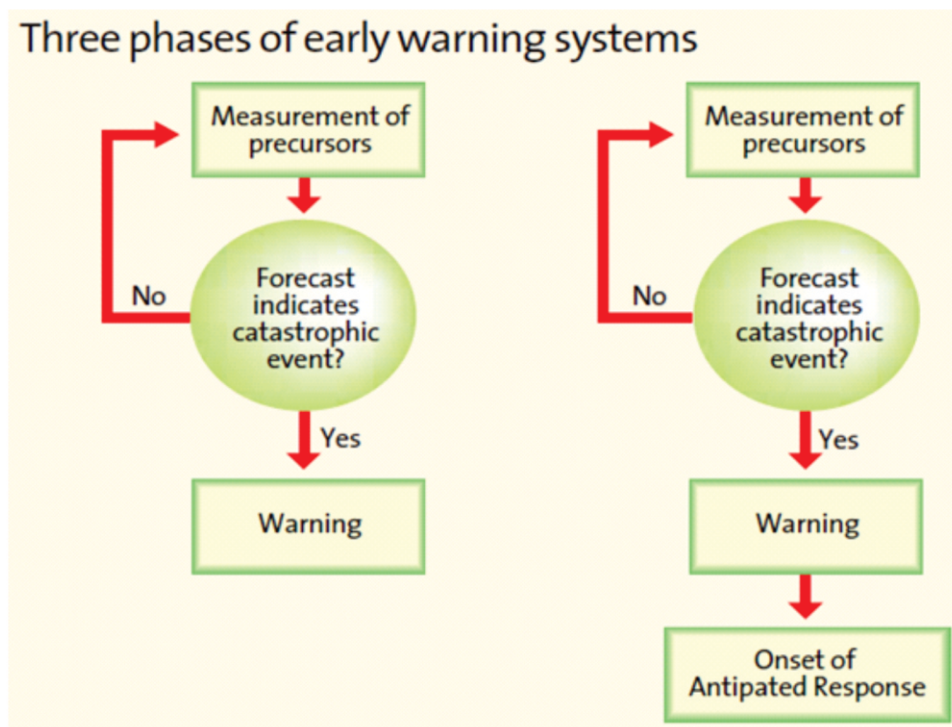 Three phases of early warning systems
Measurement of
precursors
Forecast
indicates
catastrophic
event?
No
Yes
Warning
Measurement of
precursors
Forecast
indicates
catastrophic
event?
No
Yes
Warning
Onset of
Antipated Response